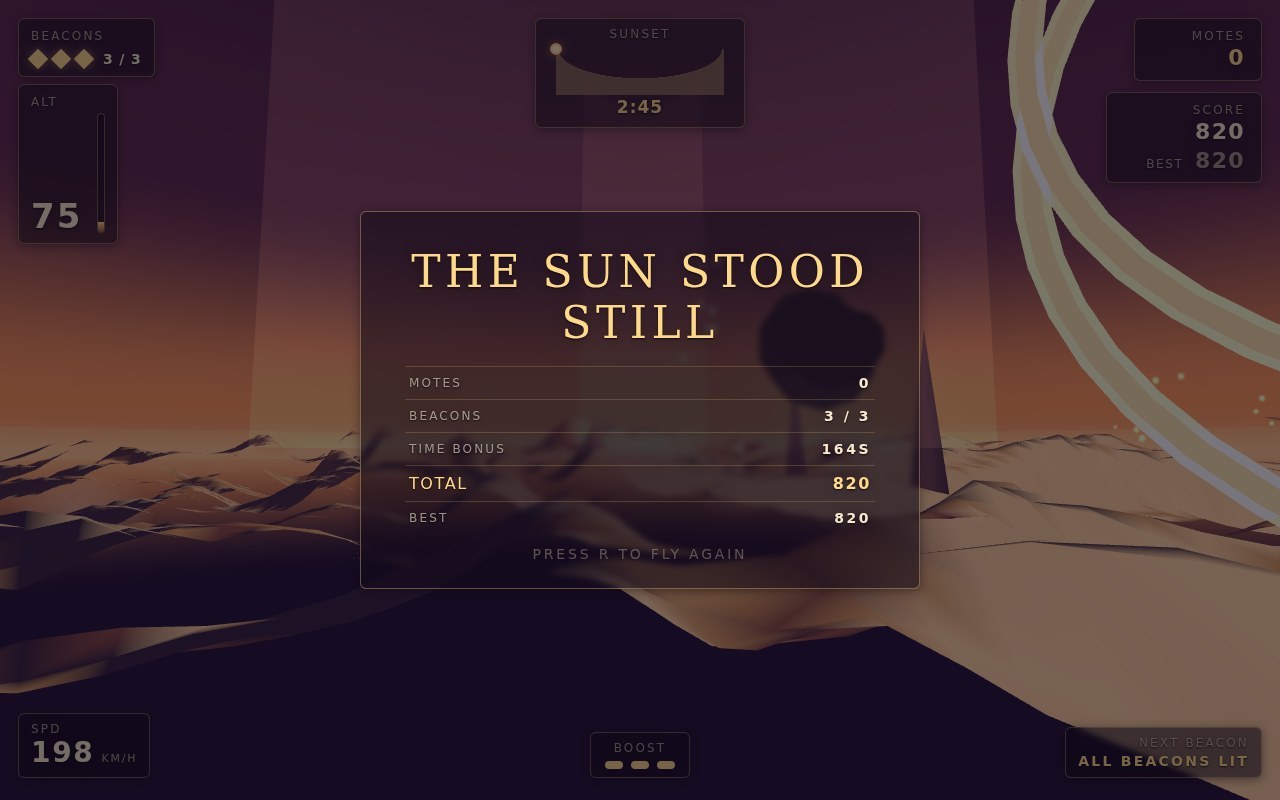 BEACONS
3 / 3
SUNSET
2:45
MOTES
0
ALT
75
SCORE
820
BEST 820
THE SUN STOOD
STILL
MOTES 0
BEACONS 3 / 3
TIME BONUS 164S
TOTAL 820
BEST 820
PRESS R TO FLY AGAIN
SPD
198 KM/H
BOOST
NEXT BEACON
ALL BEACONS LIT